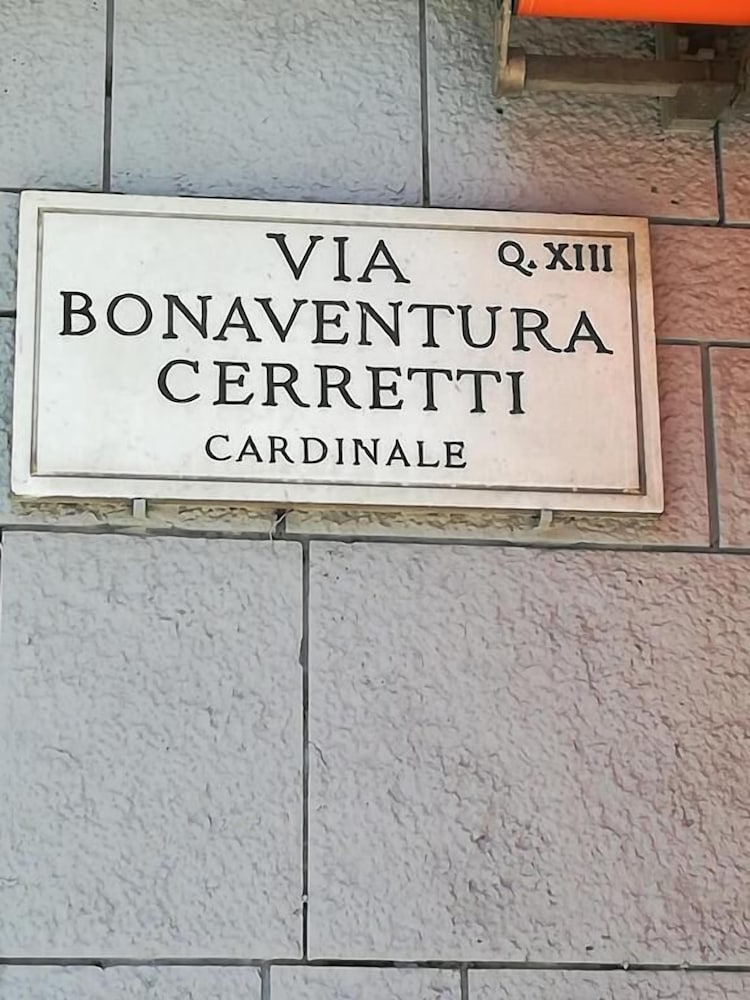 VIA Q. XIII
BONAVENTURA
CERRETTI
CARDINALE